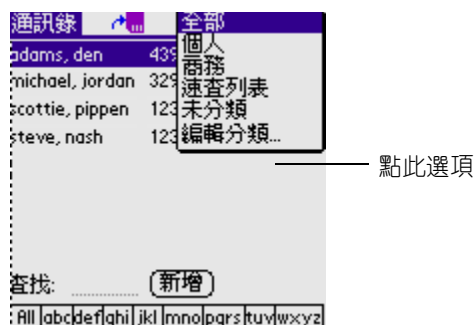 通訊錄 全部
adams, den 439 個人
商務
michael, jordan 329 速查列表
scottie, pippen 123 未分類
steve, nash 123 編輯分類...
點此選項
查找: 新增
All abc def ghi jkl mno pqrs tuv wxyz